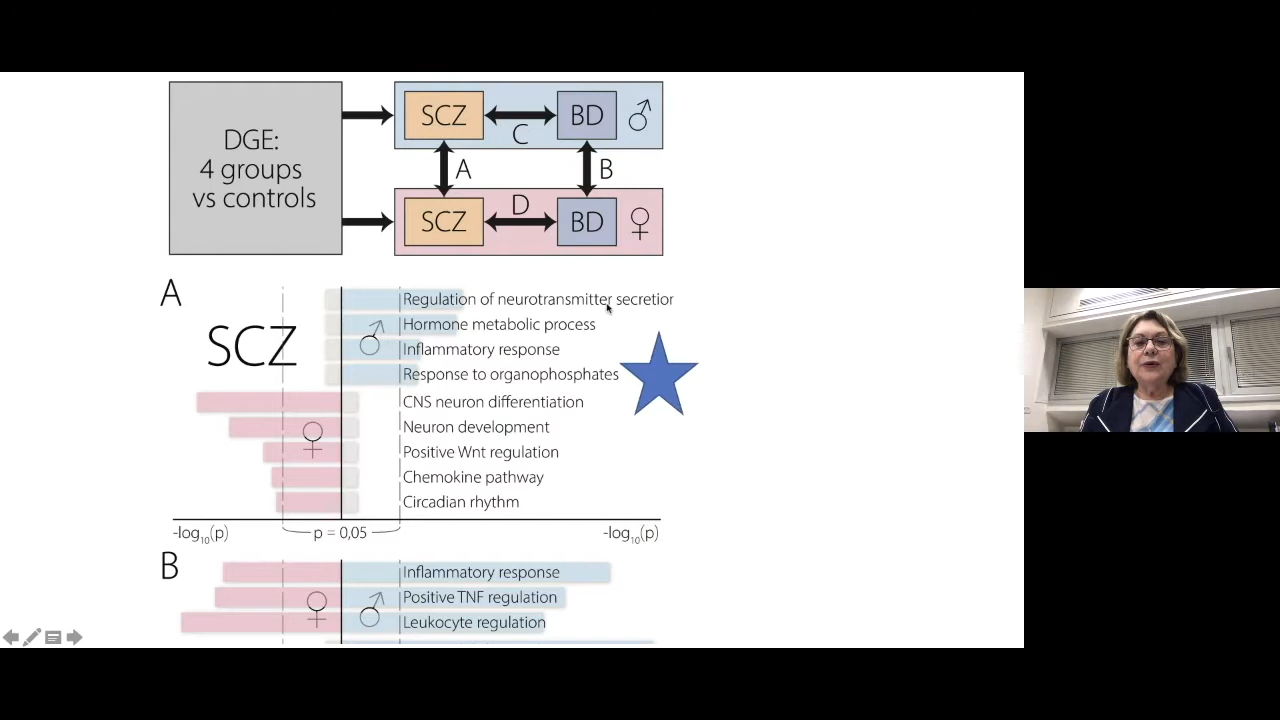 DGE:
4 groups
vs controls
SCZ
C
BD
♂
A
B
SCZ
D
BD
♀
A
SCZ
♂
Regulation of neurotransmitter secretior
Hormone metabolic process
Inflammatory response
Response to organophosphates
♀
CNS neuron differentiation
Neuron development
Positive Wnt regulation
Chemokine pathway
Circadian rhythm
-log10(p)
p = 0,05
-log10(p)
B
♀
♂
Inflammatory response
Positive TNF regulation
Leukocyte regulation